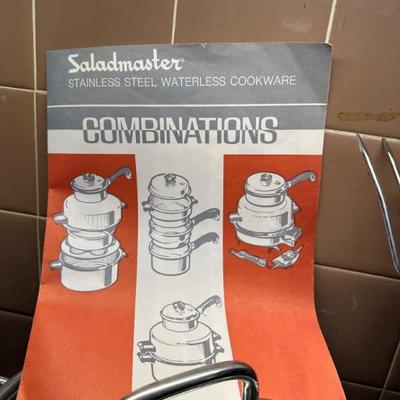 Saladmaster
STAINLESS STEEL WATERLESS COOKWARE
COMBINATIONS